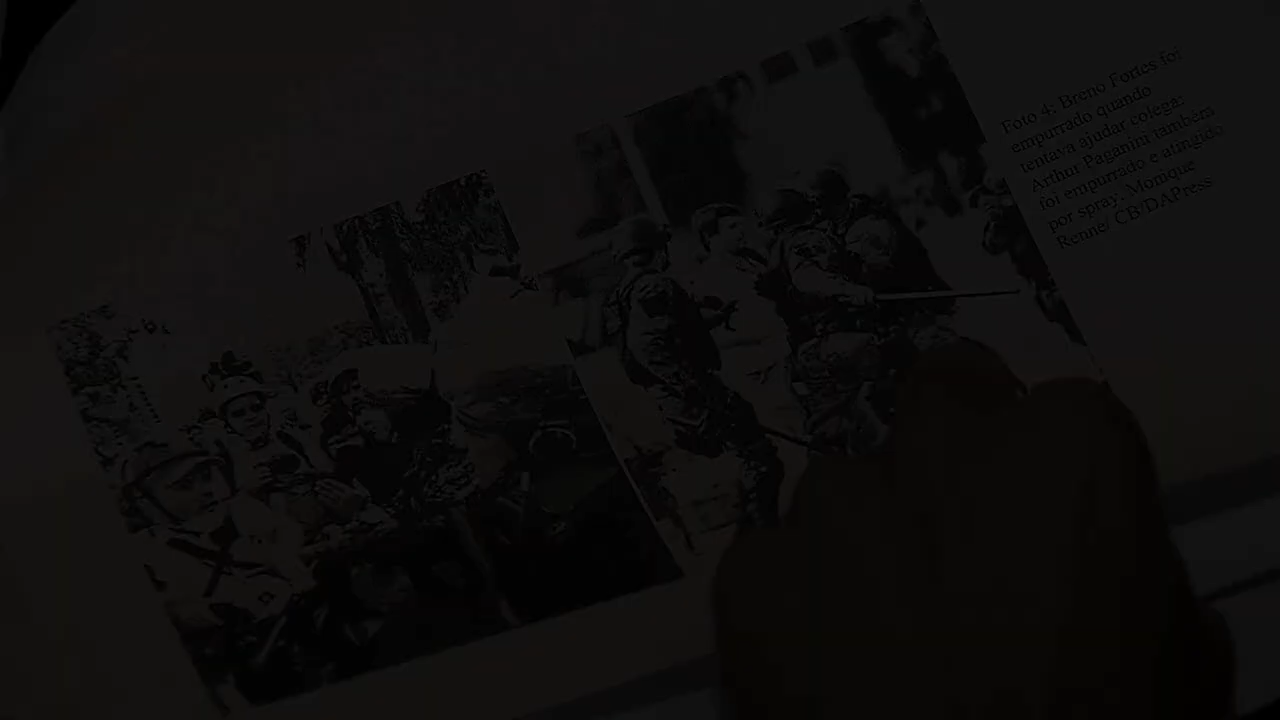 Foto 4: Breno Fortes foi
empurrado quando
tentava ajudar colega:
Arthur Paganini também
foi empurrado e atingido
por spray. Monique
Renne/ CB/DAPress